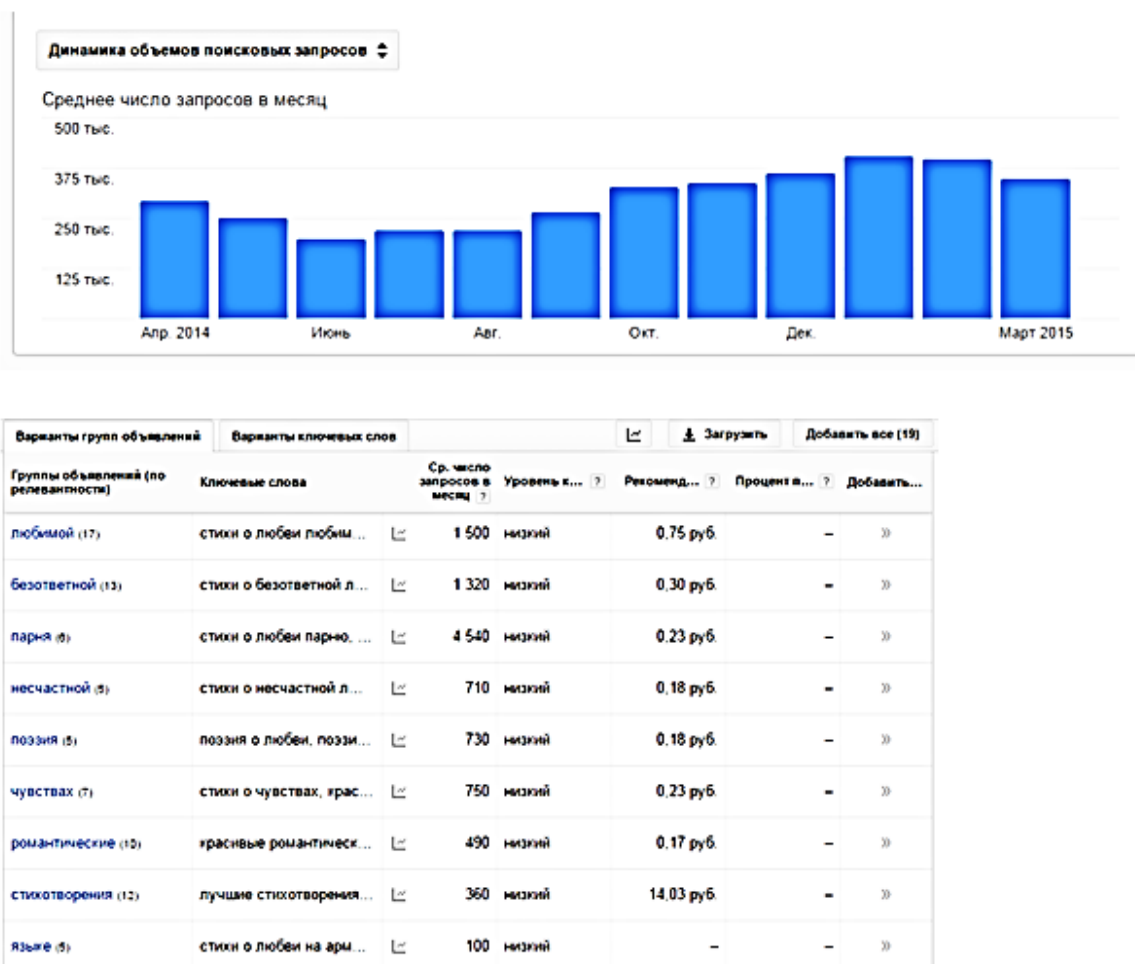 Динамика объемов поисковых запросов
Среднее число запросов в месяц
500 тыс.
375 тыс.
250 тыс.
125 тыс.
Апр. 2014 Июнь Авг. Окт. Дек. Март 2015
Варианты групп объявлений Варианты ключевых слов Загрузить Добавить все (19)
Группы объявлений (по релевантности) Ключевые слова Ср. число запросов в месяц ? Уровень к... ? Рекоменд... ? Процент п... ? Добавить...
любимой (17) стихи о любви любим... 1 500 низкий 0,75 руб. – »
безответной (13) стихи о безответной л... 1 320 низкий 0,30 руб. – »
парня (6) стихи о любви парню, ... 4 540 низкий 0,23 руб. – »
несчастной (5) стихи о несчастной л... 710 низкий 0,18 руб. – »
поэзия (5) поэзия о любви, поэзи... 730 низкий 0,18 руб. – »
чувствах (7) стихи о чувствах, крас... 750 низкий 0,23 руб. – »
романтические (10) красивые романтическ... 490 низкий 0,17 руб. – »
стихотворения (12) лучшие стихотворения... 360 низкий 14,03 руб. – »
языке (5) стихи о любви на арм... 100 низкий – – »